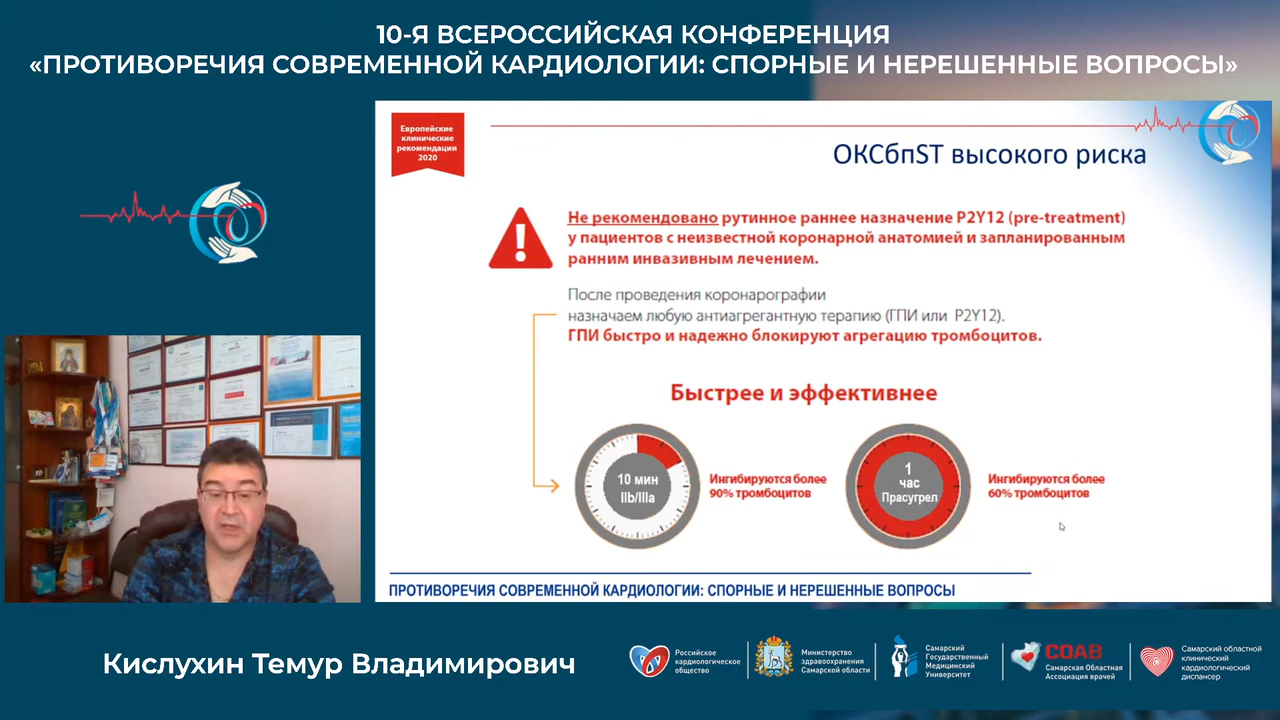 10-Я ВСЕРОССИЙСКАЯ КОНФЕРЕНЦИЯ
«ПРОТИВОРЕЧИЯ СОВРЕМЕННОЙ КАРДИОЛОГИИ: СПОРНЫЕ И НЕРЕШЕННЫЕ ВОПРОСЫ»
Европейские
клинические
рекомендации
2020
ОКСбпST высокого риска
Не рекомендовано рутинное раннее назначение P2Y12 (pre-treatment)
у пациентов с неизвестной коронарной анатомией и запланированным
ранним инвазивным лечением.
После проведения коронарографии
назначаем любую антиагрегантную терапию (ГПИ или P2Y12).
ГПИ быстро и надежно блокируют агрегацию тромбоцитов.
Быстрее и эффективнее
10 мин
IIb/IIIa
Ингибируются более
90% тромбоцитов
1
час
Прасугрел
Ингибируются более
60% тромбоцитов
ПРОТИВОРЕЧИЯ СОВРЕМЕННОЙ КАРДИОЛОГИИ: СПОРНЫЕ И НЕРЕШЕННЫЕ ВОПРОСЫ
Кислухин Темур Владимирович
Российское
кардиологическое
общество
Министерство
здравоохранения
Самарской области
Самарский
Государственный
Медицинский
Университет
СОАВ
Самарская Областная
Ассоциация врачей
Самарский областной
клинический
кардиологический
диспансер